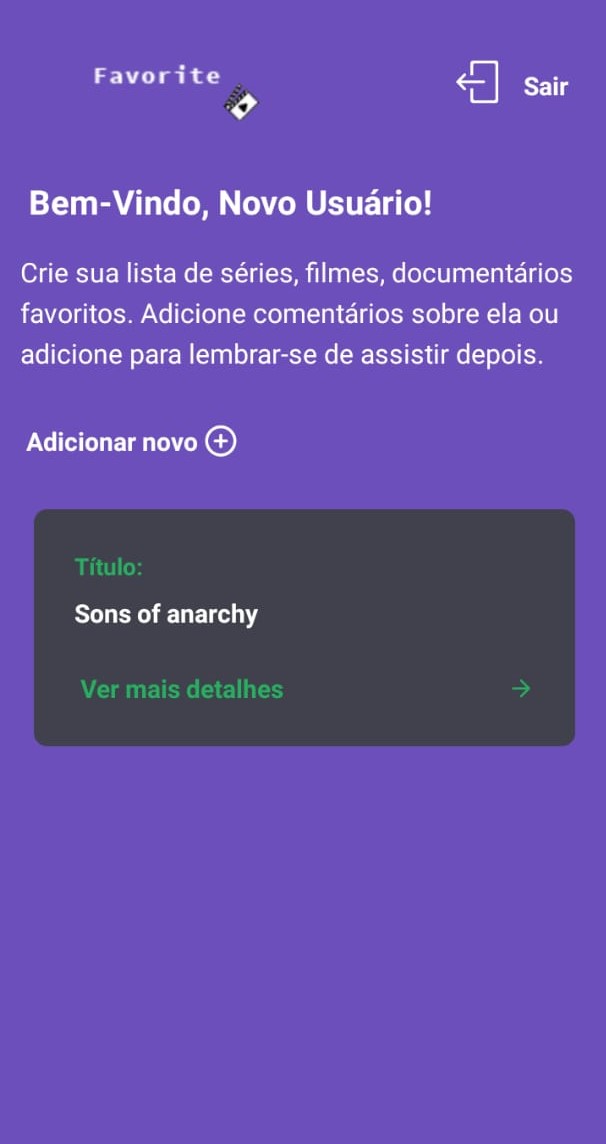 Favorite
Sair
Bem-Vindo, Novo Usuário!
Crie sua lista de séries, filmes, documentários
favoritos. Adicione comentários sobre ela ou
adicione para lembrar-se de assistir depois.
Adicionar novo
Título:
Sons of anarchy
Ver mais detalhes